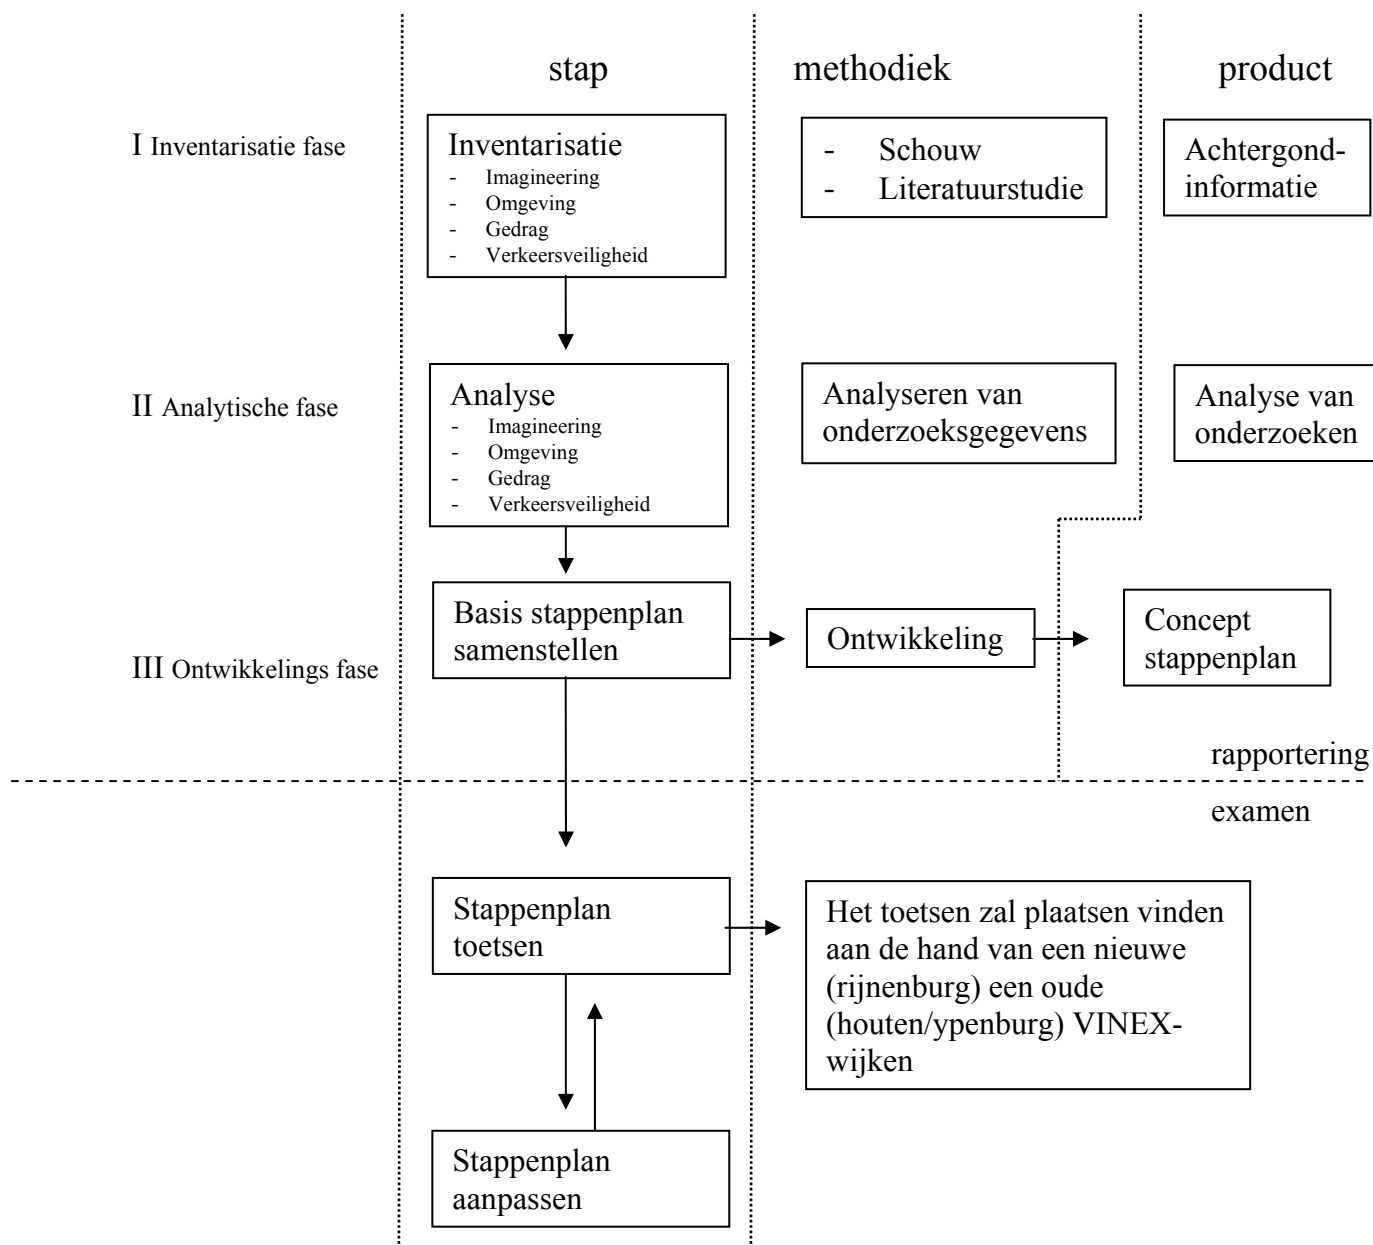 stap
methodiek
product
I Inventarisatie fase
Inventarisatie
- Imagineering
- Omgeving
- Gedrag
- Verkeersveiligheid
- Schouw
- Literatuurstudie
Achtergond-
informatie
II Analytische fase
Analyse
- Imagineering
- Omgeving
- Gedrag
- Verkeersveiligheid
Analyseren van
onderzoeksgegevens
Analyse van
onderzoeken
III Ontwikkelings fase
Basis stappenplan
samenstellen
Ontwikkeling
Concept
stappenplan
rapportering
examen
Stappenplan
toetsen
Het toetsen zal plaatsen vinden
aan de hand van een nieuwe
(rijnenburg) een oude
(houten/ypenburg) VINEX-
wijken
Stappenplan
aanpassen